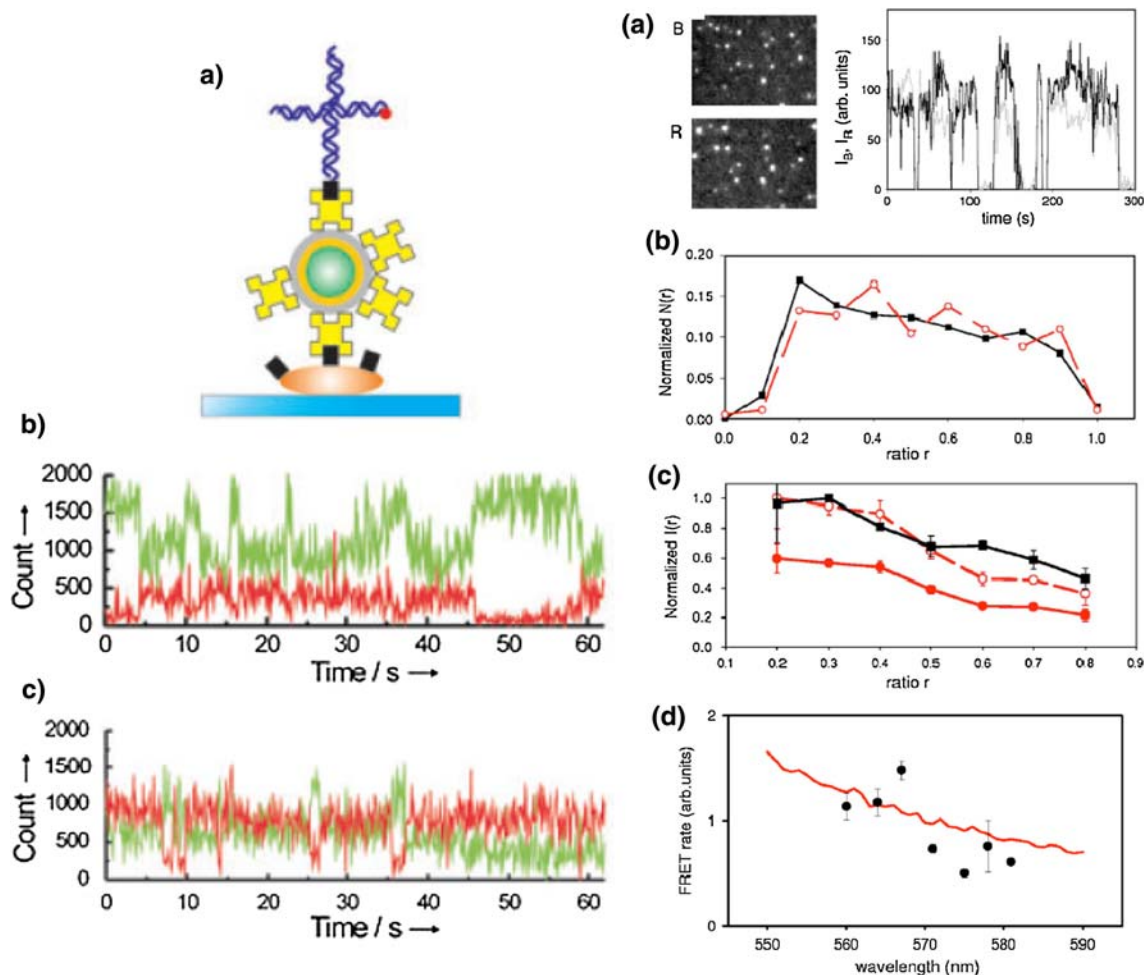 a)
b)
2000
1500
1000
500
0
Count →
0 10 20 30 40 50 60
Time / s →
c)
2000
1500
1000
500
0
Count →
0 10 20 30 40 50 60
Time / s →
(a)
B
R
I_B, I_R (arb. units)
150
100
50
0
0 100 200 300
time (s)
(b)
Normalized N(r)
0.20
0.15
0.10
0.05
0.00
0.0 0.2 0.4 0.6 0.8 1.0
ratio r
(c)
Normalized I(r)
1.0
0.8
0.6
0.4
0.2
0.0
0.1 0.2 0.3 0.4 0.5 0.6 0.7 0.8 0.9
ratio r
(d)
FRET rate (arb.units)
2
1
0
550 560 570 580 590
wavelength (nm)